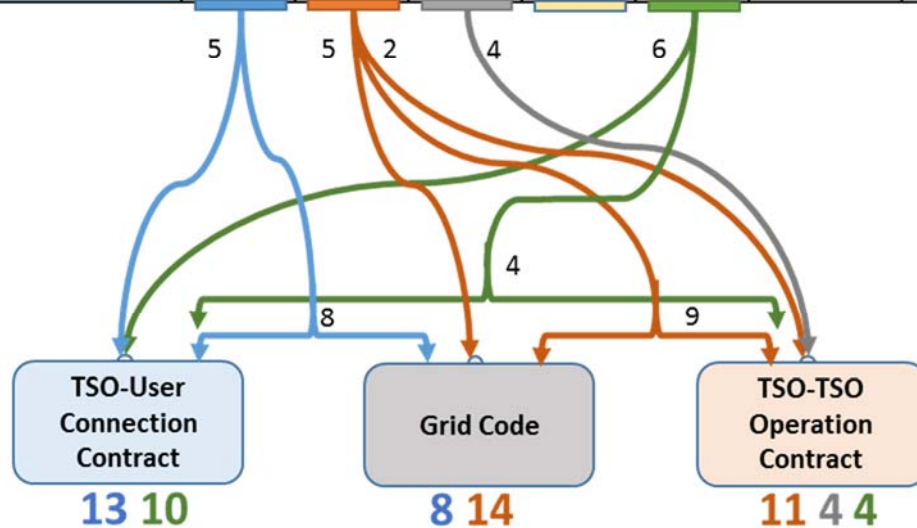 5 5 2 4 6
4
8 9
TSO-User
Connection
Contract
Grid Code
TSO-TSO
Operation
Contract
13 10
8 14
11 4 4